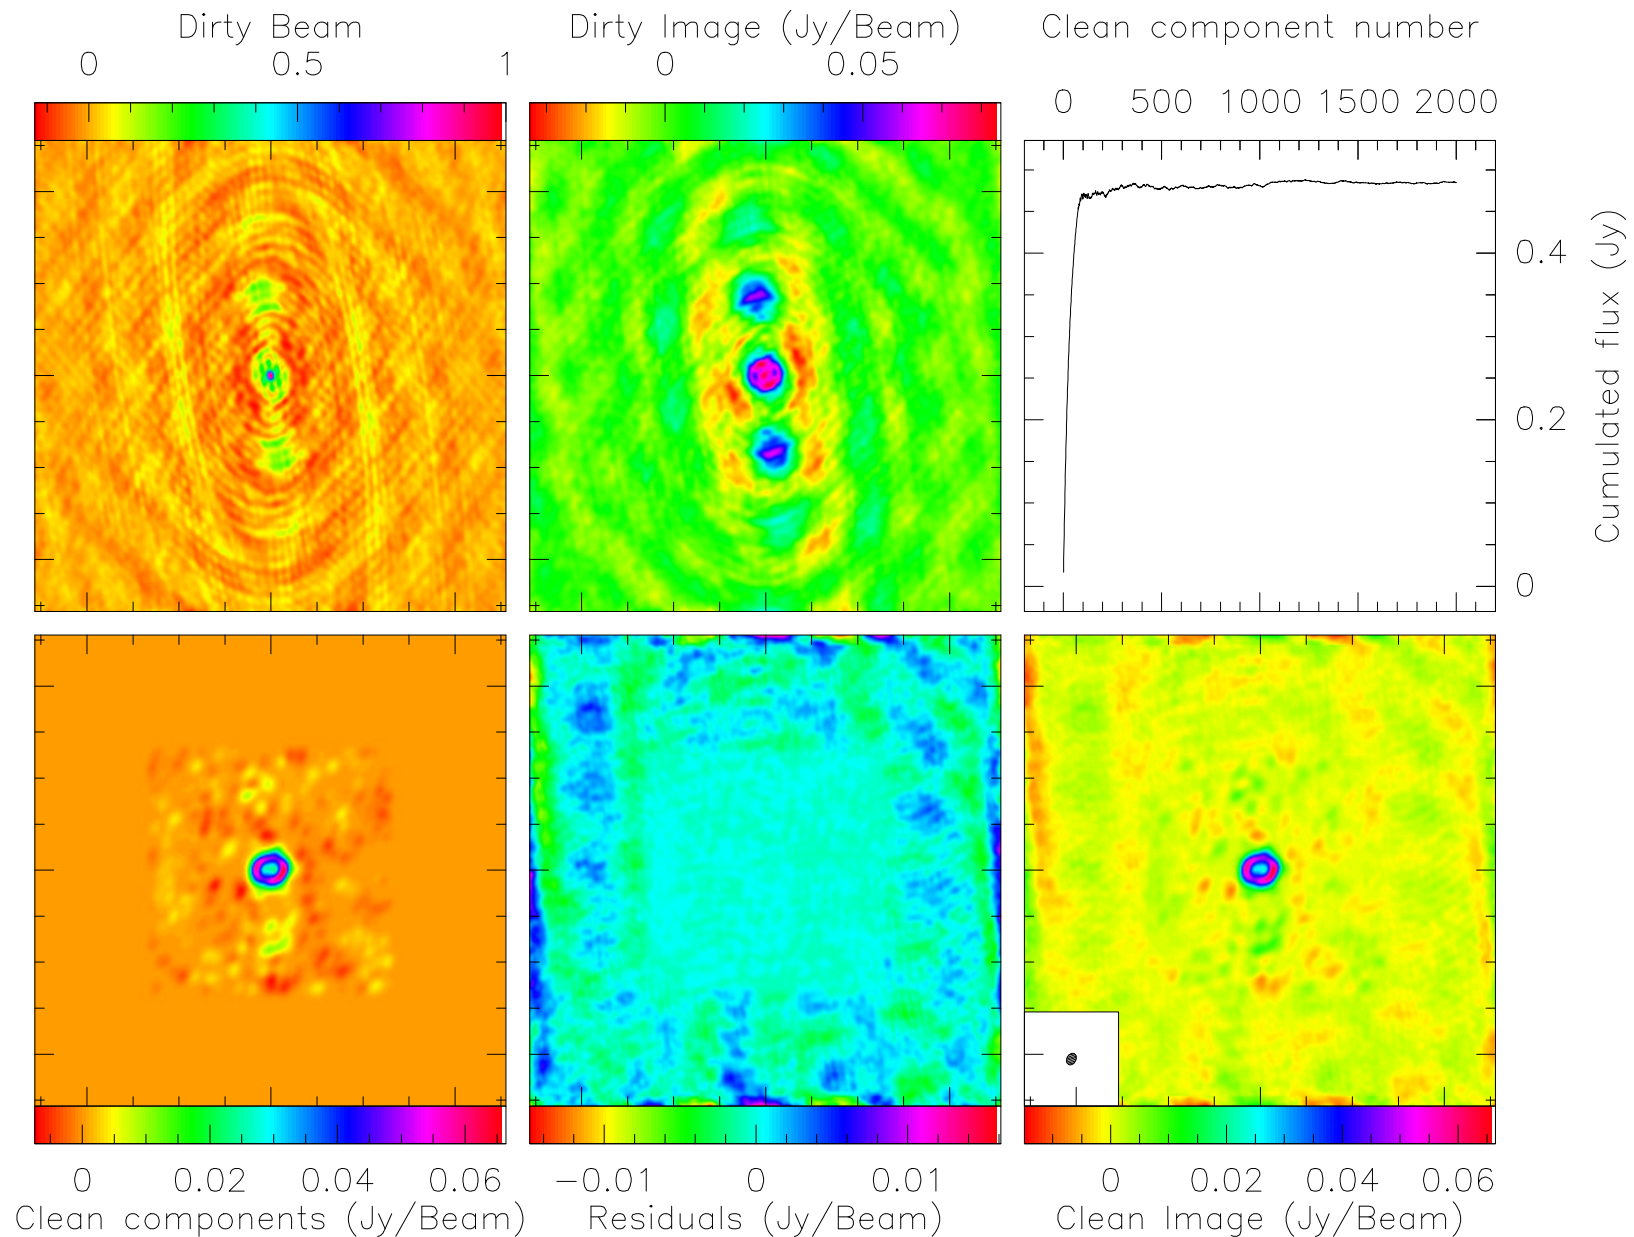 Dirty Beam
0 0.5 1
Dirty Image (Jy/Beam)
0 0.05
Clean component number
0 500 1000 1500 2000
0.4
0.2
0
Cumulated flux (Jy)
0 0.02 0.04 0.06
Clean components (Jy/Beam)
−0.01 0 0.01
Residuals (Jy/Beam)
0 0.02 0.04 0.06
Clean Image (Jy/Beam)